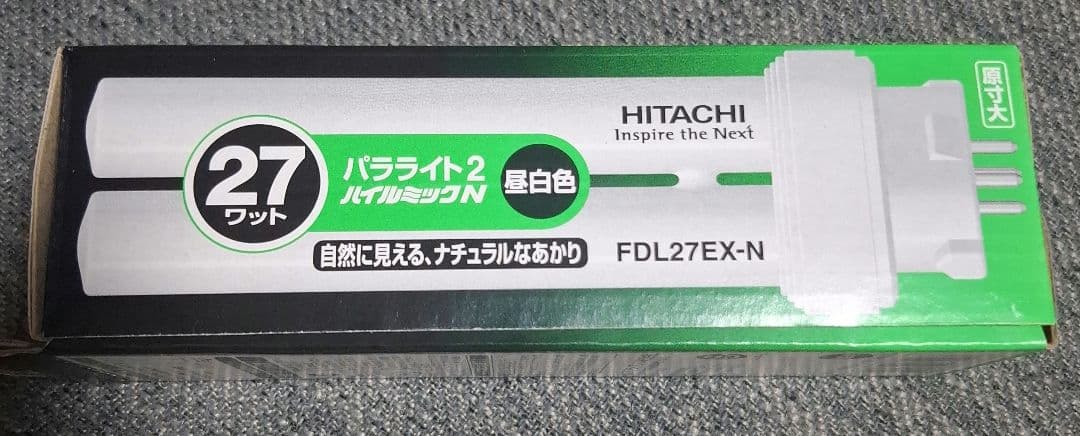 原寸大
HITACHI
Inspire the Next
27
ワット
パラライト2
ハイルミックN
昼白色
自然に見える、ナチュラルなあかり
FDL27EX-N